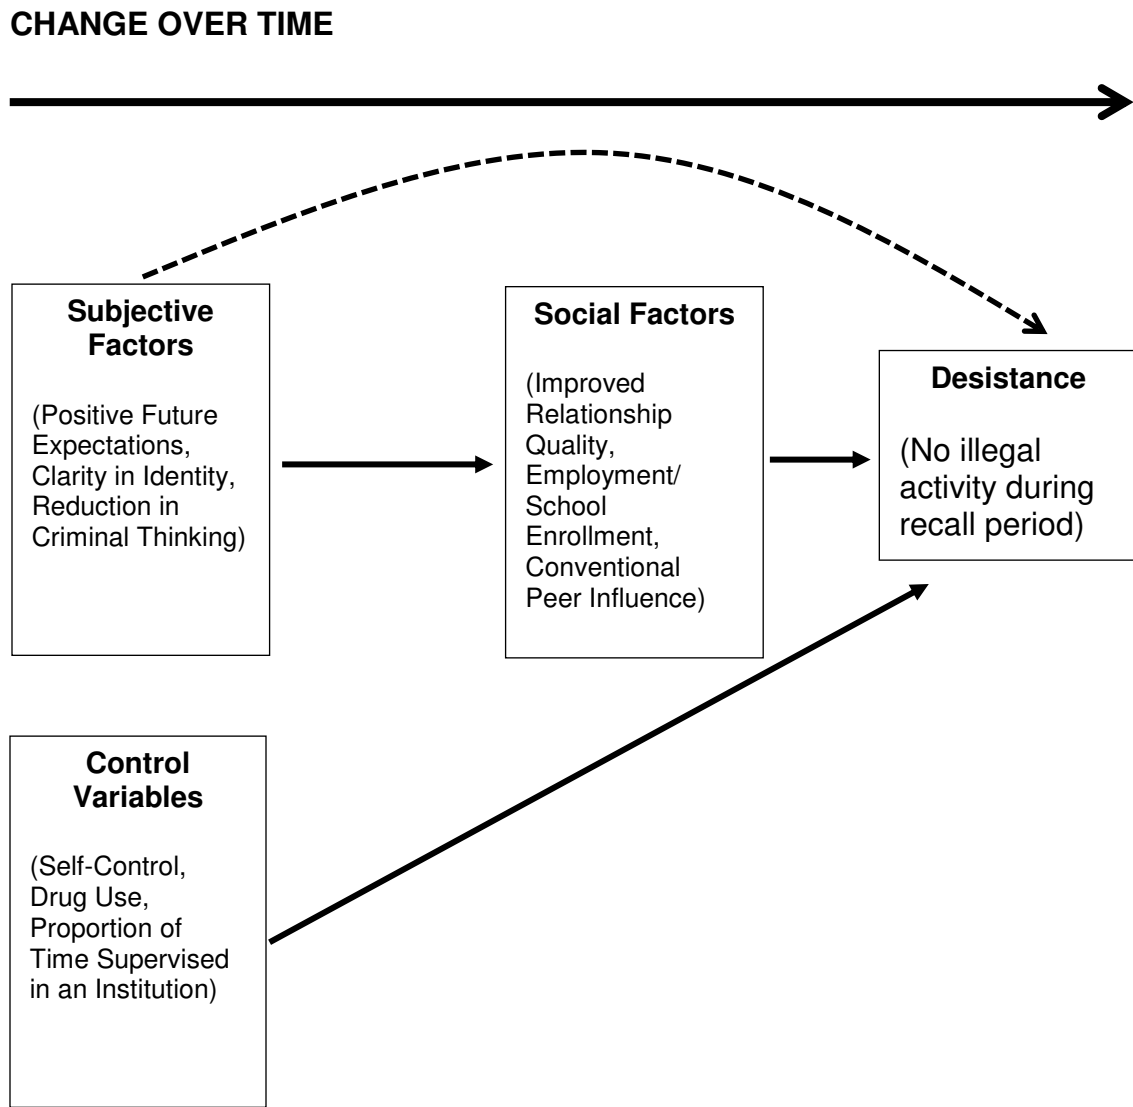 CHANGE OVER TIME
Subjective
Factors
(Positive Future
Expectations,
Clarity in Identity,
Reduction in
Criminal Thinking)
Social Factors
(Improved
Relationship
Quality,
Employment/
School
Enrollment,
Conventional
Peer Influence)
Desistance
(No illegal
activity during
recall period)
Control
Variables
(Self-Control,
Drug Use,
Proportion of
Time Supervised
in an Institution)